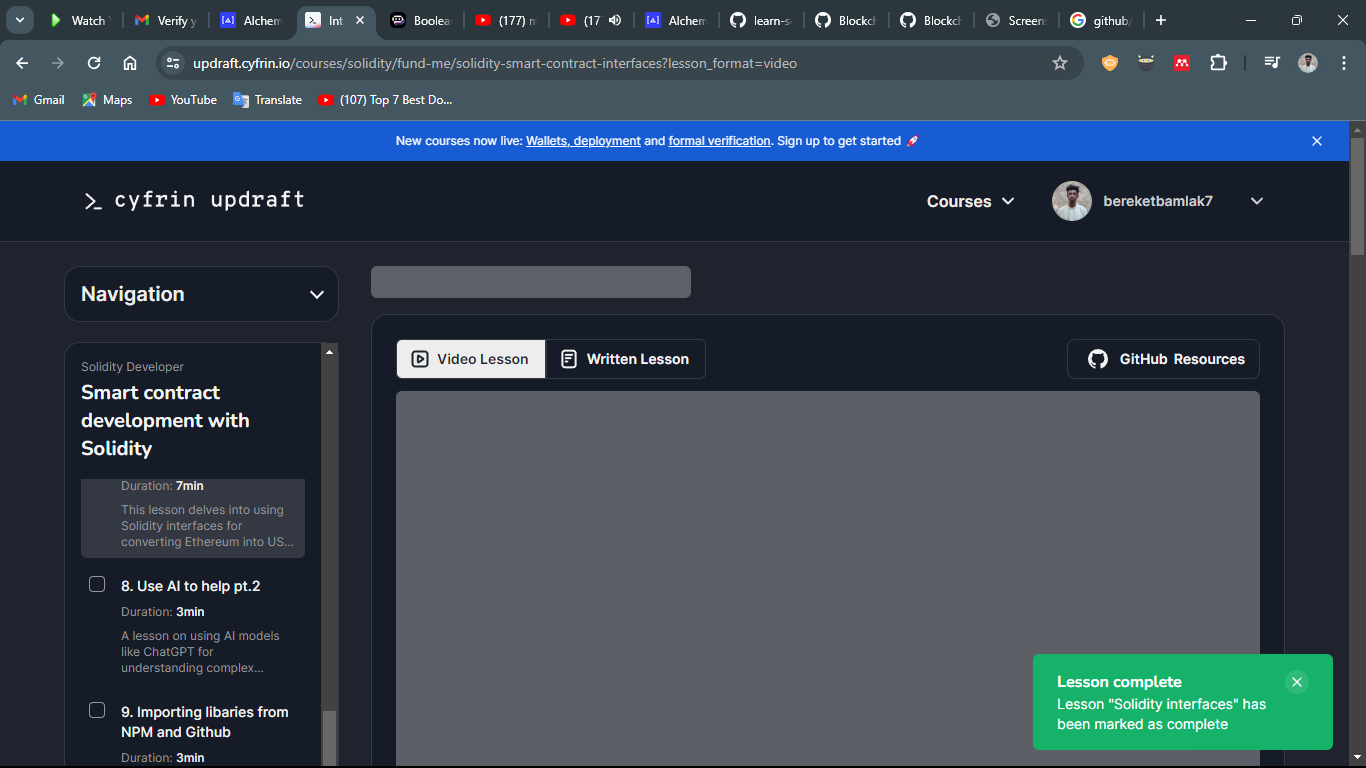 Watch
Verify y
Alchem
Int
Boolea
(177) m
(17
Alchem
learn-s
Blockch
Blockch
Screen
github/
updraft.cyfrin.io/courses/solidity/fund-me/solidity-smart-contract-interfaces?lesson_format=video
Gmail
Maps
YouTube
Translate
(107) Top 7 Best Do...
New courses now live: Wallets, deployment and formal verification. Sign up to get started 🚀
>_ cyfrin updraft
Courses
bereketbamlak7
Navigation
Video Lesson
Written Lesson
GitHub Resources
Solidity Developer
Smart contract
development with
Solidity
Duration: 7min
This lesson delves into using
Solidity interfaces for
converting Ethereum into US...
8. Use AI to help pt.2
Duration: 3min
A lesson on using AI models
like ChatGPT for
understanding complex...
9. Importing libaries from
NPM and Github
Duration: 3min
Lesson complete
Lesson "Solidity interfaces" has
been marked as complete